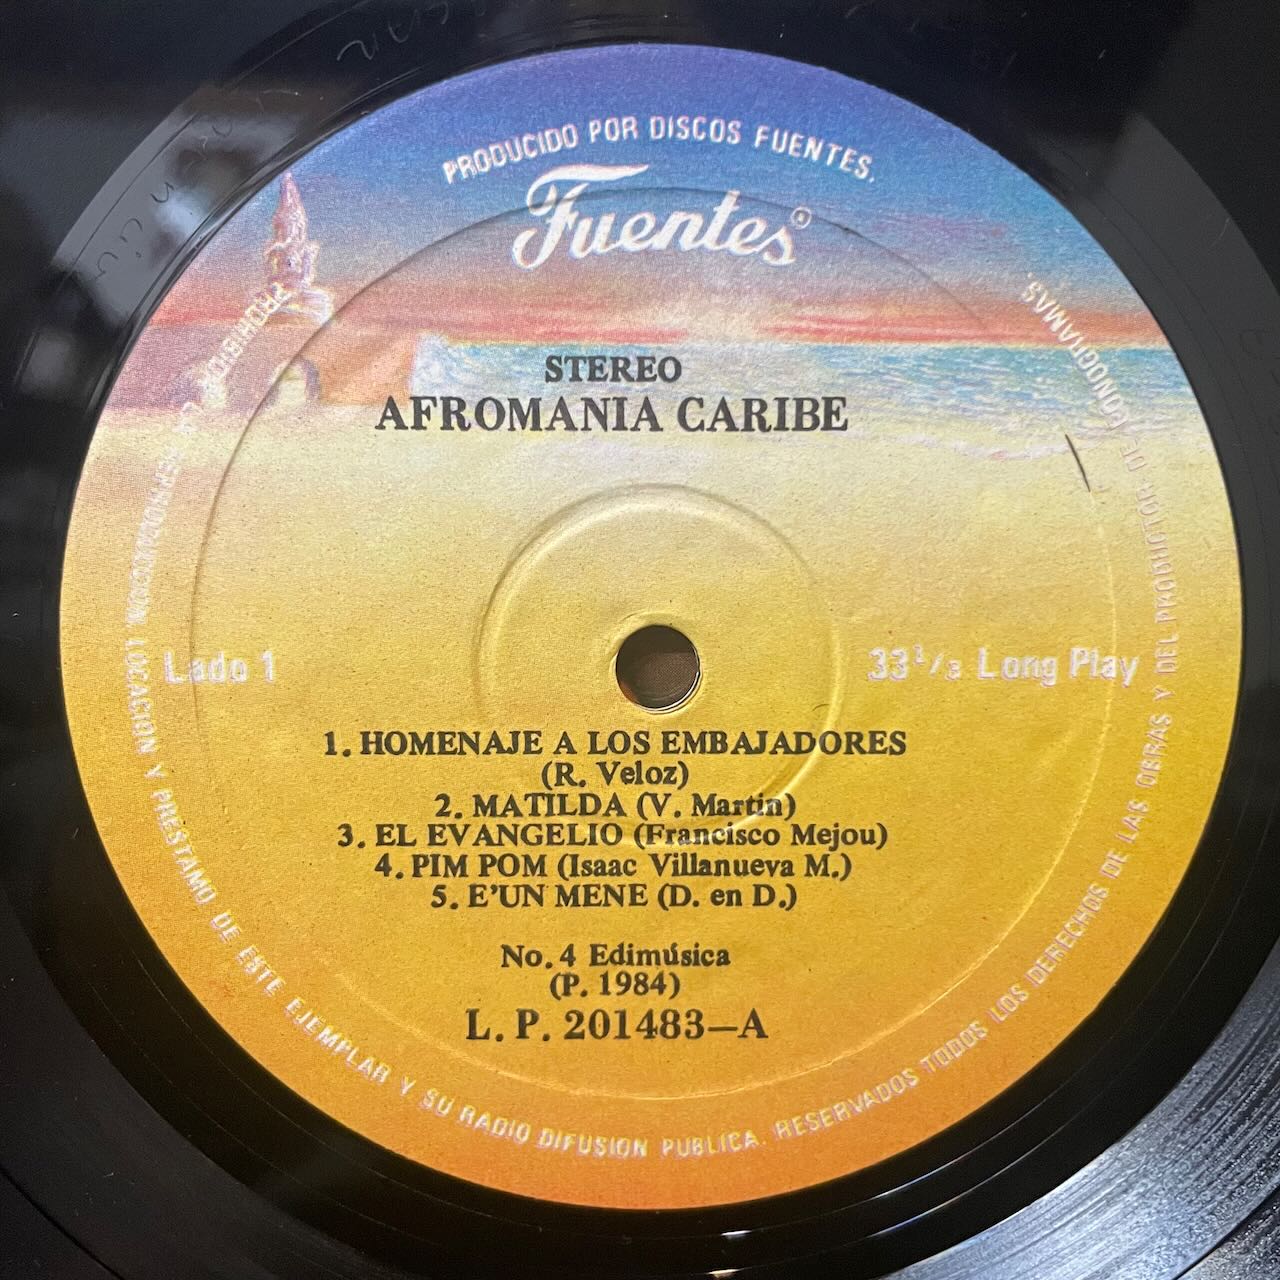 PRODUCIDO POR DISCOS FUENTES.
Fuentes®
STEREO
AFROMANIA CARIBE
Lado 1
33 1/3 Long Play
1. HOMENAJE A LOS EMBAJADORES
(R. Veloz)
2. MATILDA (V. Martin)
3. EL EVANGELIO (Francisco Mejou)
4. PIM POM (Isaac Villanueva M.)
5. E'UN MENE (D. en D.)
No. 4 Edimúsica
(P. 1984)
L. P. 201483—A
PROHIBIDA LA REPRODUCCION, LOCACION Y PRESTAMO DE ESTE EJEMPLAR Y SU RADIO DIFUSION PUBLICA. RESERVADOS TODOS LOS DERECHOS DE LAS OBRAS Y DEL PRODUCTOR DE FONOGRAMAS.